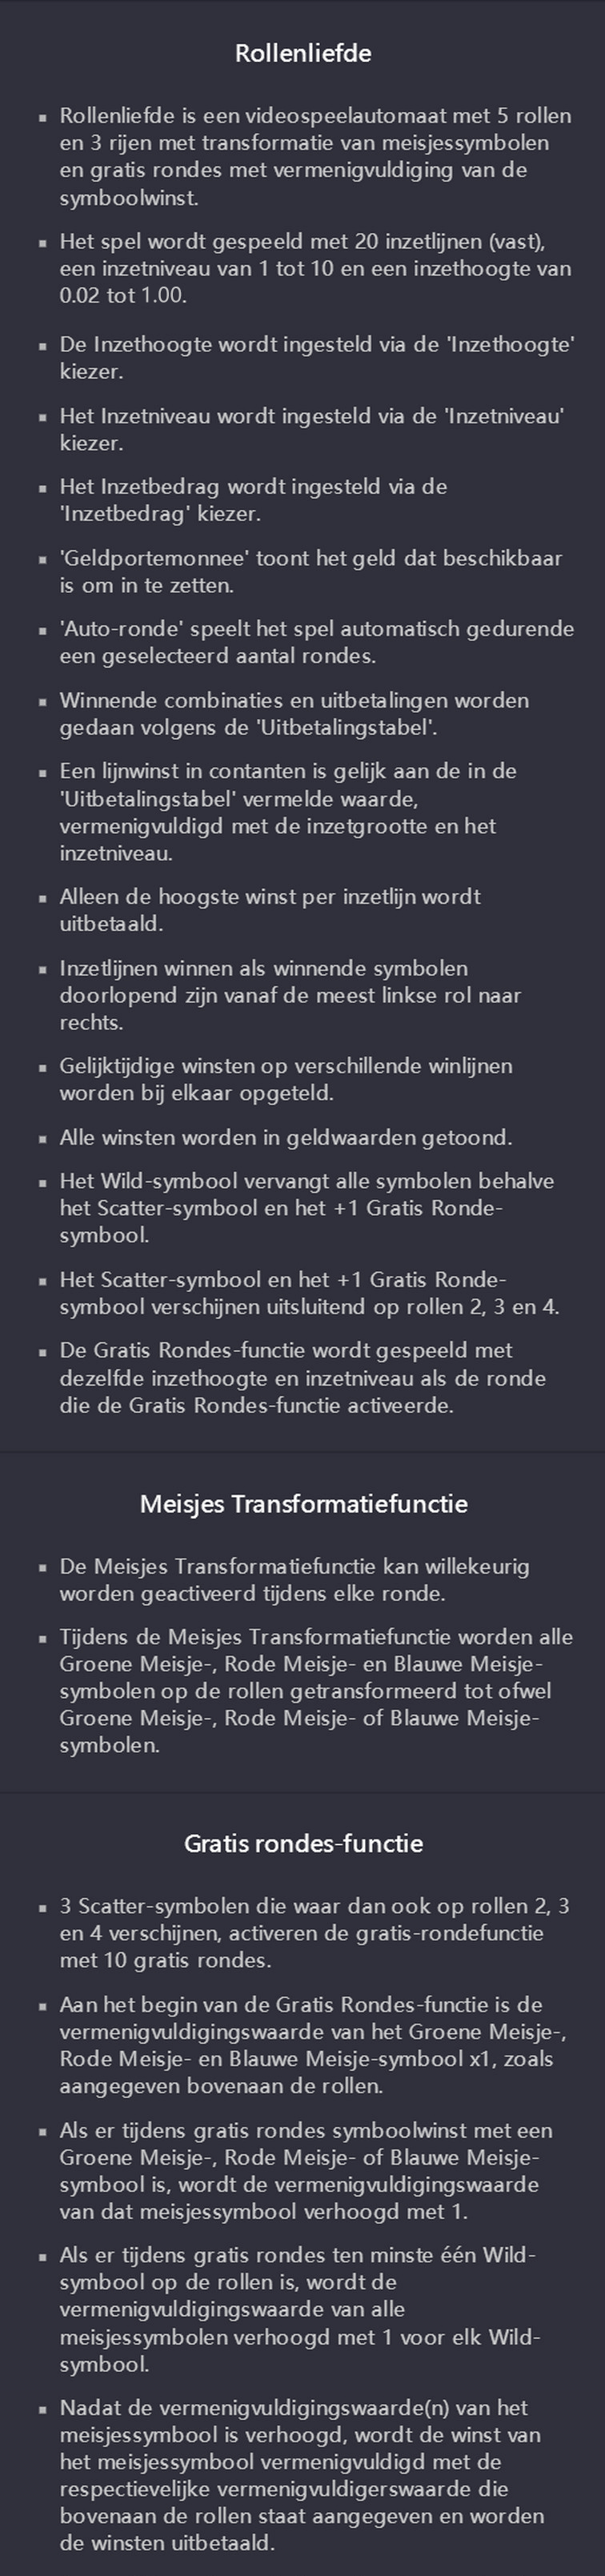 Rollenliefde
▪ Rollenliefde is een videospeelautomaat met 5 rollen
en 3 rijen met transformatie van meisjessymbolen
en gratis rondes met vermenigvuldiging van de
symboolwinst.
▪ Het spel wordt gespeeld met 20 inzetlijnen (vast),
een inzetniveau van 1 tot 10 en een inzethoogte van
0.02 tot 1.00.
▪ De Inzethoogte wordt ingesteld via de 'Inzethoogte'
kiezer.
▪ Het Inzetniveau wordt ingesteld via de 'Inzetniveau'
kiezer.
▪ Het Inzetbedrag wordt ingesteld via de
'Inzetbedrag' kiezer.
▪ 'Geldportemonnee' toont het geld dat beschikbaar
is om in te zetten.
▪ 'Auto-ronde' speelt het spel automatisch gedurende
een geselecteerd aantal rondes.
▪ Winnende combinaties en uitbetalingen worden
gedaan volgens de 'Uitbetalingstabel'.
▪ Een lijnwinst in contanten is gelijk aan de in de
'Uitbetalingstabel' vermelde waarde,
vermenigvuldigd met de inzetgrootte en het
inzetniveau.
▪ Alleen de hoogste winst per inzetlijn wordt
uitbetaald.
▪ Inzetlijnen winnen als winnende symbolen
doorlopend zijn vanaf de meest linkse rol naar
rechts.
▪ Gelijktijdige winsten op verschillende winlijnen
worden bij elkaar opgeteld.
▪ Alle winsten worden in geldwaarden getoond.
▪ Het Wild-symbool vervangt alle symbolen behalve
het Scatter-symbool en het +1 Gratis Ronde-
symbool.
▪ Het Scatter-symbool en het +1 Gratis Ronde-
symbool verschijnen uitsluitend op rollen 2, 3 en 4.
▪ De Gratis Rondes-functie wordt gespeeld met
dezelfde inzethoogte en inzetniveau als de ronde
die de Gratis Rondes-functie activeerde.
Meisjes Transformatiefunctie
▪ De Meisjes Transformatiefunctie kan willekeurig
worden geactiveerd tijdens elke ronde.
▪ Tijdens de Meisjes Transformatiefunctie worden alle
Groene Meisje-, Rode Meisje- en Blauwe Meisje-
symbolen op de rollen getransformeerd tot ofwel
Groene Meisje-, Rode Meisje- of Blauwe Meisje-
symbolen.
Gratis rondes-functie
▪ 3 Scatter-symbolen die waar dan ook op rollen 2, 3
en 4 verschijnen, activeren de gratis-rondefunctie
met 10 gratis rondes.
▪ Aan het begin van de Gratis Rondes-functie is de
vermenigvuldigingswaarde van het Groene Meisje-,
Rode Meisje- en Blauwe Meisje-symbool x1, zoals
aangegeven bovenaan de rollen.
▪ Als er tijdens gratis rondes symboolwinst met een
Groene Meisje-, Rode Meisje- of Blauwe Meisje-
symbool is, wordt de vermenigvuldigingswaarde
van dat meisjessymbool verhoogd met 1.
▪ Als er tijdens gratis rondes ten minste één Wild-
symbool op de rollen is, wordt de
vermenigvuldigingswaarde van alle
meisjessymbolen verhoogd met 1 voor elk Wild-
symbool.
▪ Nadat de vermenigvuldigingswaarde(n) van het
meisjessymbool is verhoogd, wordt de winst van
het meisjessymbool vermenigvuldigd met de
respectievelijke vermenigvuldigerswaarde die
bovenaan de rollen staat aangegeven en worden
de winsten uitbetaald.